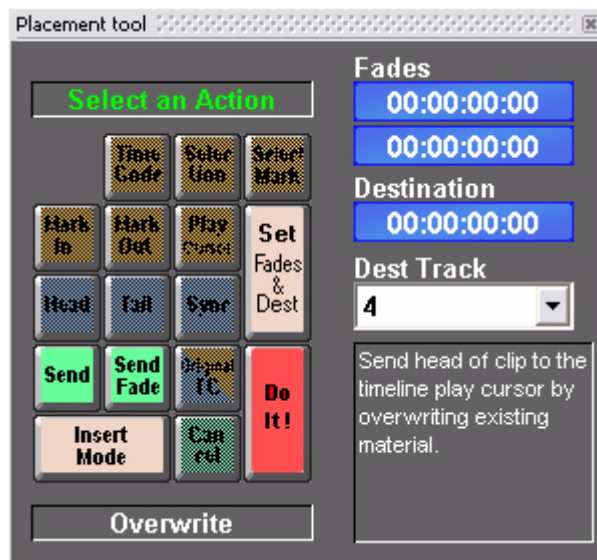 Placement tool
Select an Action
Time
Code
Selec
tion
Select
Mark
Mark
In
Mark
Out
Play
Cursor
Set
Fades
&
Dest
Head
Tail
Sync
Send
Send
Fade
Original
TC
Do
It!
Insert
Mode
Can
cel
Overwrite
Fades
00:00:00:00
00:00:00:00
Destination
00:00:00:00
Dest Track
4
Send head of clip to the
timeline play cursor by
overwriting existing
material.